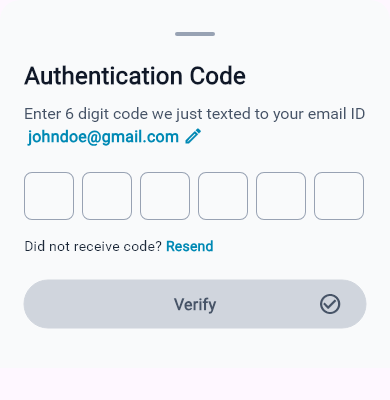 Authentication Code
Enter 6 digit code we just texted to your email ID
johndoe@gmail.com
Did not receive code? Resend
Verify